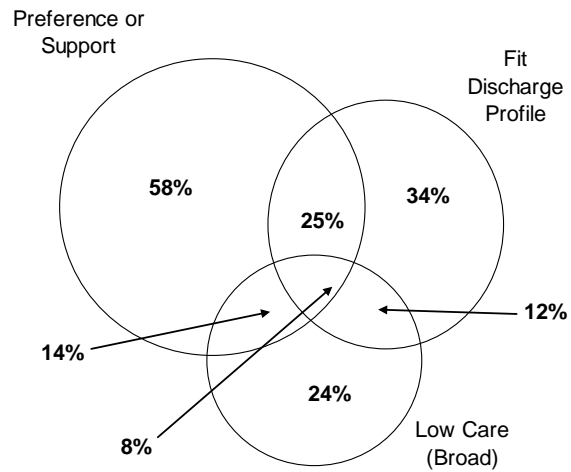 Preference or
Support
Fit
Discharge
Profile
58%
34%
25%
12%
14%
24%
8%
Low Care
(Broad)